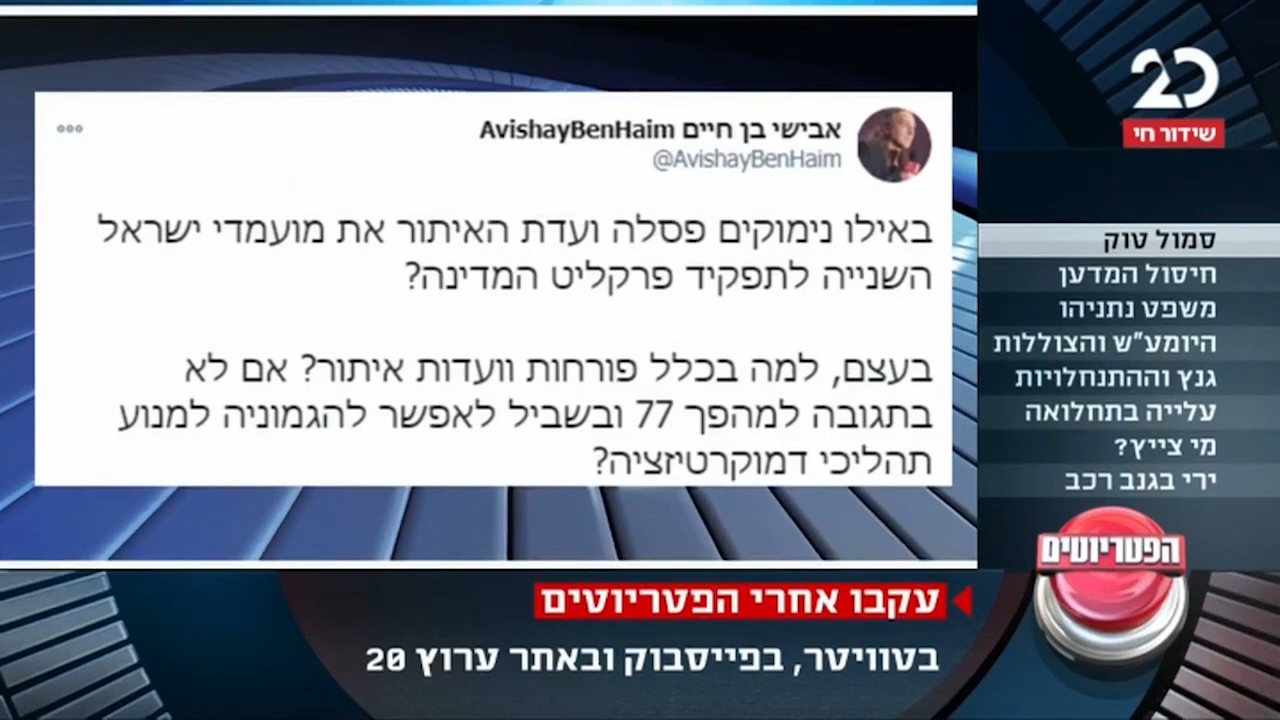 אבישי בן חיים AvishayBenHaim
@AvishayBenHaim
באילו נימוקים פסלה ועדת האיתור את מועמדי ישראל
השנייה לתפקיד פרקליט המדינה?
בעצם, למה בכלל פורחות וועדות איתור? אם לא
בתגובה למהפך 77 ובשביל לאפשר להגמוניה למנוע
תהליכי דמוקרטיזציה?
20
שידור חי
סמול טוק
חיסול המדען
משפט נתניהו
היומע"ש והצוללות
גנץ וההתנחלויות
עלייה בתחלואה
מי צייץ?
ירי בגנב רכב
הפטריוטים
עקבו אחרי הפטריוטים
בטוויטר, בפייסבוק ובאתר ערוץ 20